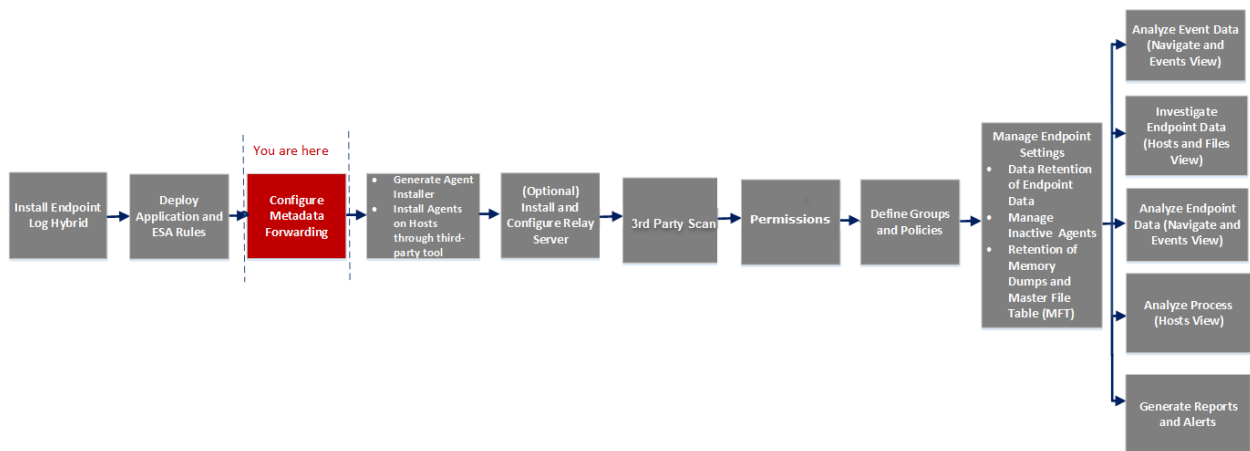 You are here
Install Endpoint
Log Hybrid
Deploy
Application and
ESA Rules
Configure
Metadata
Forwarding
• Generate Agent
Installer
• Install Agents
on Hosts
through third-
party tool
(Optional)
Install and
Configure Relay
Server
3rd Party Scan
Permissions
Define Groups
and Policies
Manage Endpoint
Settings
• Data Retention
of Endpoint
Data
• Manage
Inactive Agents
• Retention of
Memory
Dumps and
Master File
Table (MFT)
Analyze Event Data
(Navigate and
Events View)
Investigate
Endpoint Data
(Hosts and Files
View)
Analyze Endpoint
Data (Navigate and
Events View)
Analyze Process
(Hosts View)
Generate Reports
and Alerts